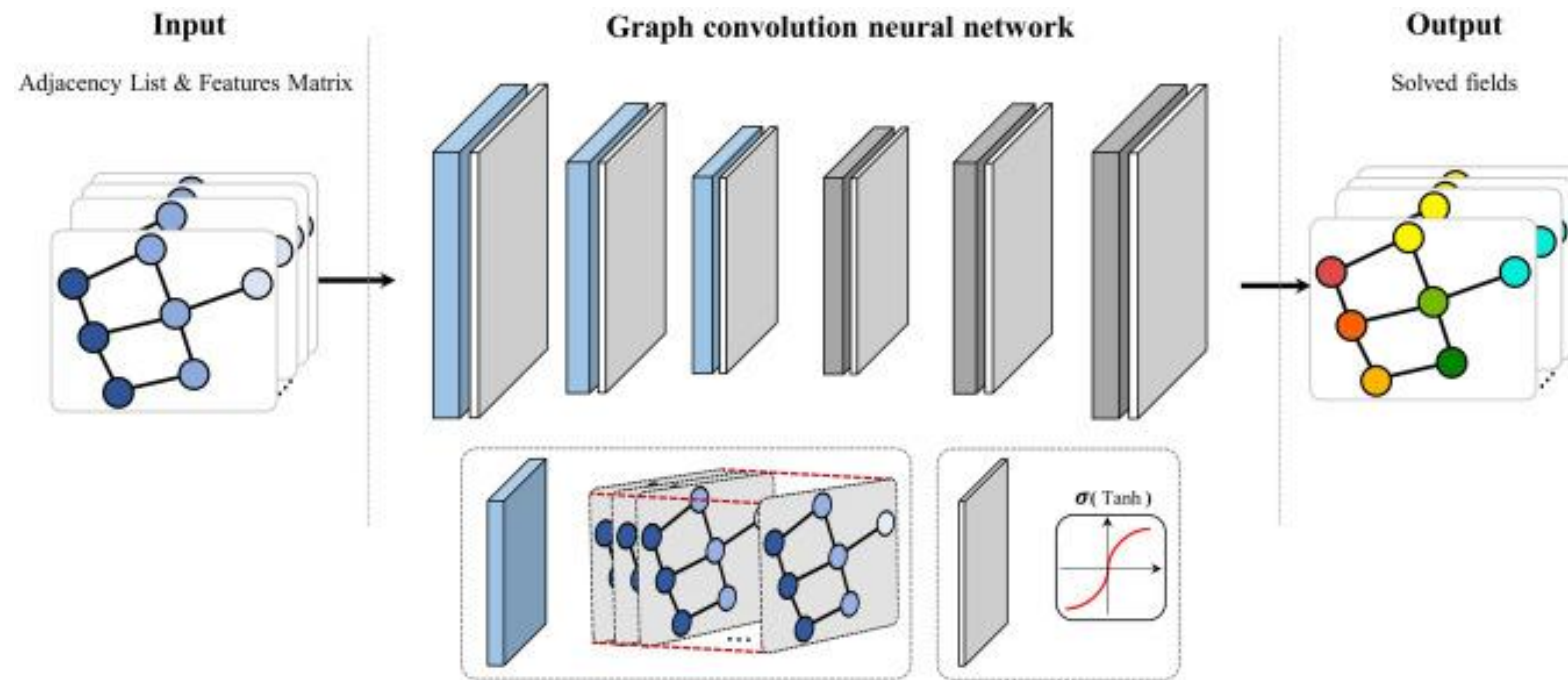 Input
Graph convolution neural network
Output
Adjacency List & Features Matrix
Solved fields
σ( Tanh )